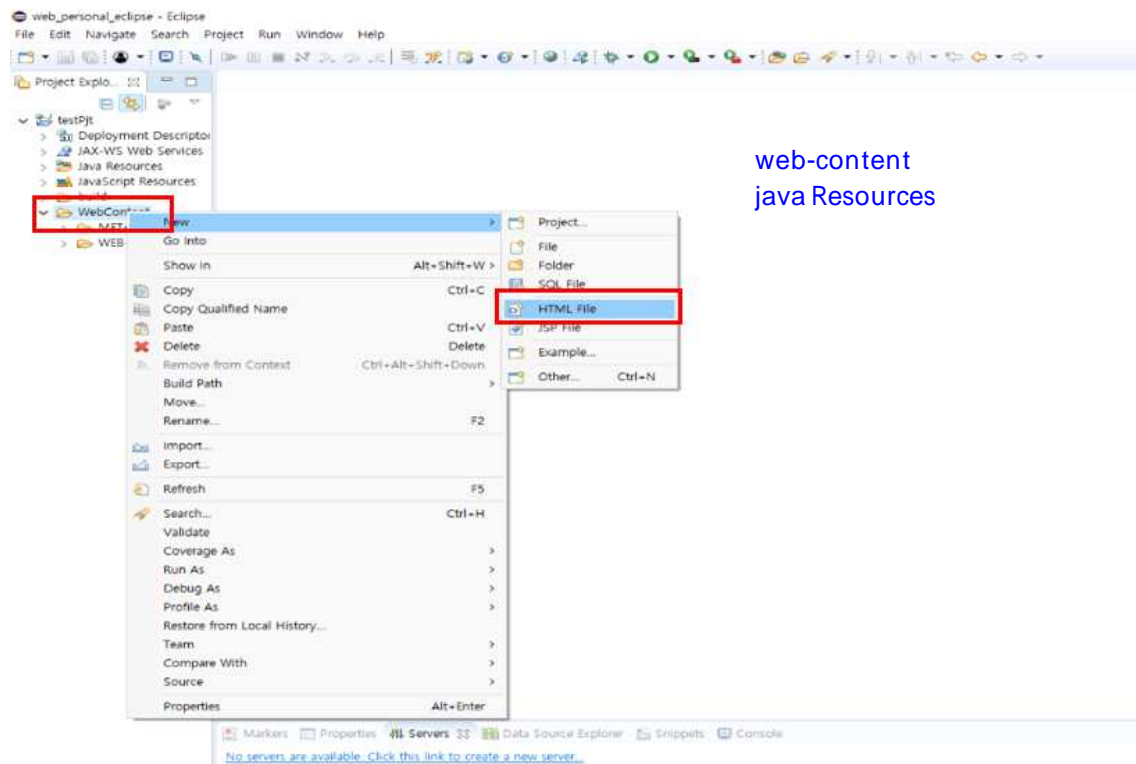 web_personal_eclipse - Eclipse
File Edit Navigate Search Project Run Window Help
Project Explo...
testPjt
Deployment Descriptor
JAX-WS Web Services
Java Resources
JavaScript Resources
build
WebContent
WEB
web-content
java Resources
New
Go Into
Show In Alt+Shift+W >
Copy Ctrl+C
Copy Qualified Name
Paste Ctrl+V
Delete Delete
Remove from Context Ctrl+Alt+Shift+Down
Build Path
Move...
Rename... F2
Import...
Export...
Refresh F5
Search... Ctrl+H
Validate
Coverage As
Run As
Debug As
Profile As
Restore from Local History...
Team
Compare With
Source
Properties Alt+Enter
Project...
File
Folder
SQL File
HTML File
JSP File
Example...
Other... Ctrl+N
Markers Properties Servers Data Source Explorer Snippets Console
No servers are available. Click this link to create a new server...